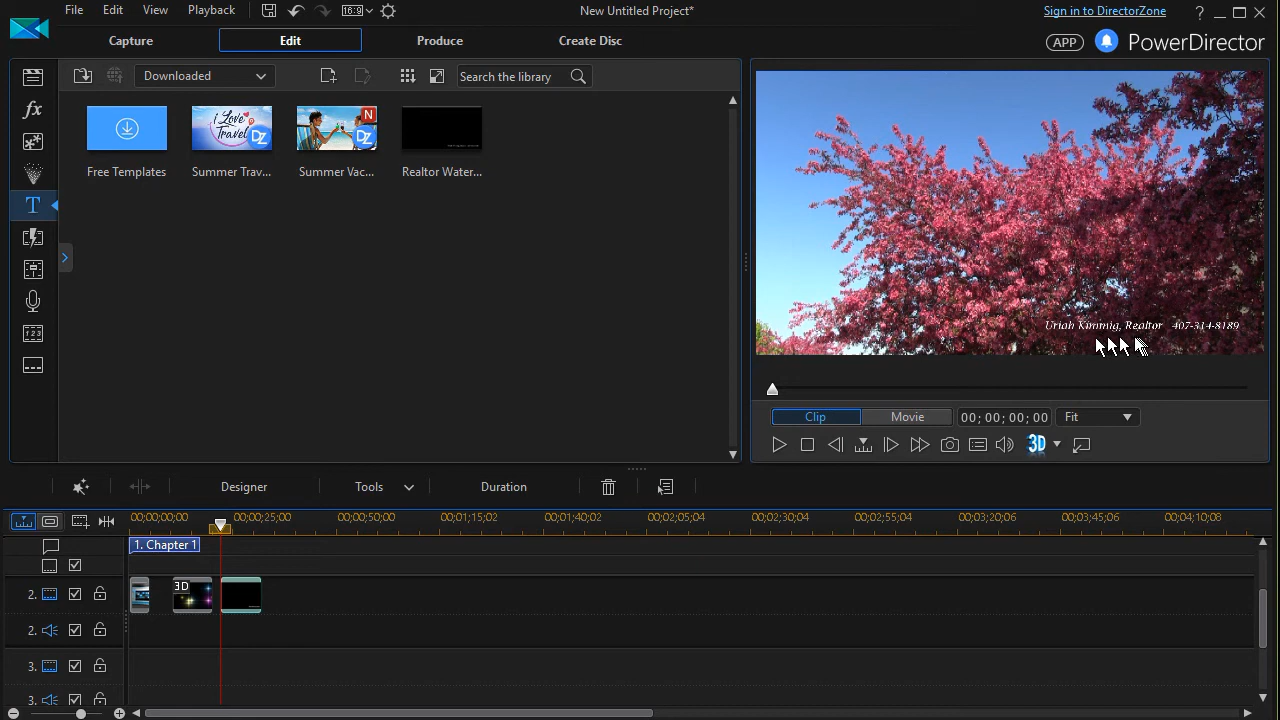 File Edit View Playback 16:9 New Untitled Project* Sign in to DirectorZone ?
Capture Edit Produce Create Disc APP PowerDirector
Downloaded Search the library
fx
I Love Travel DZ N DZ
Free Templates Summer Trav... Summer Vac... Realtor Water...
T
Uriah Kimmig, Realtor 407-314-8189
123
Clip Movie 00; 00; 00; 00 Fit
3D
Designer Tools Duration
00;00;00;00 00;00;25;00 00;00;50;00 00;01;15;02 00;01;40;02 00;02;05;04 00;02;30;04 00;02;55;04 00;03;20;06 00;03;45;06 00;04;10;08
1. Chapter 1
2. 3D
2.
3.
3.